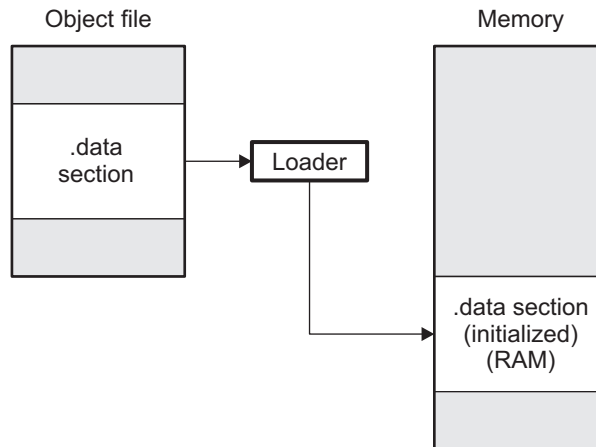 Object file
Memory
.data
section
Loader
.data section
(initialized)
(RAM)